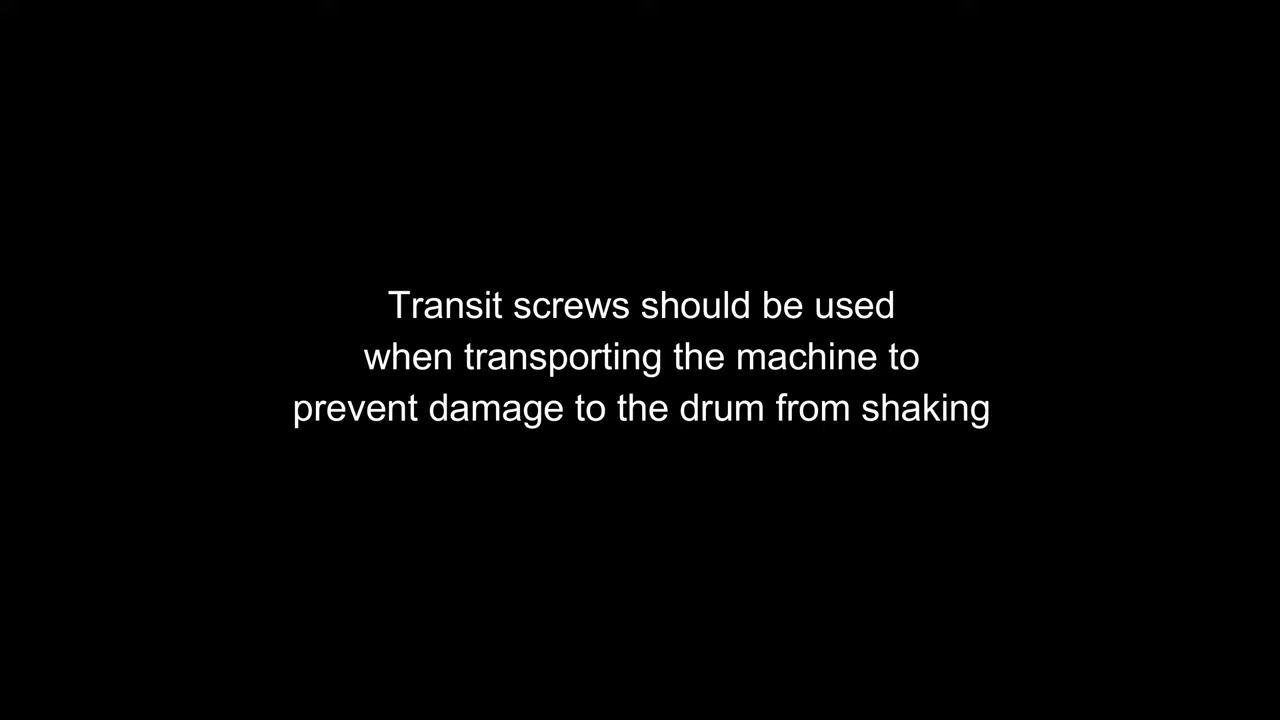 Transit screws should be used
when transporting the machine to
prevent damage to the drum from shaking